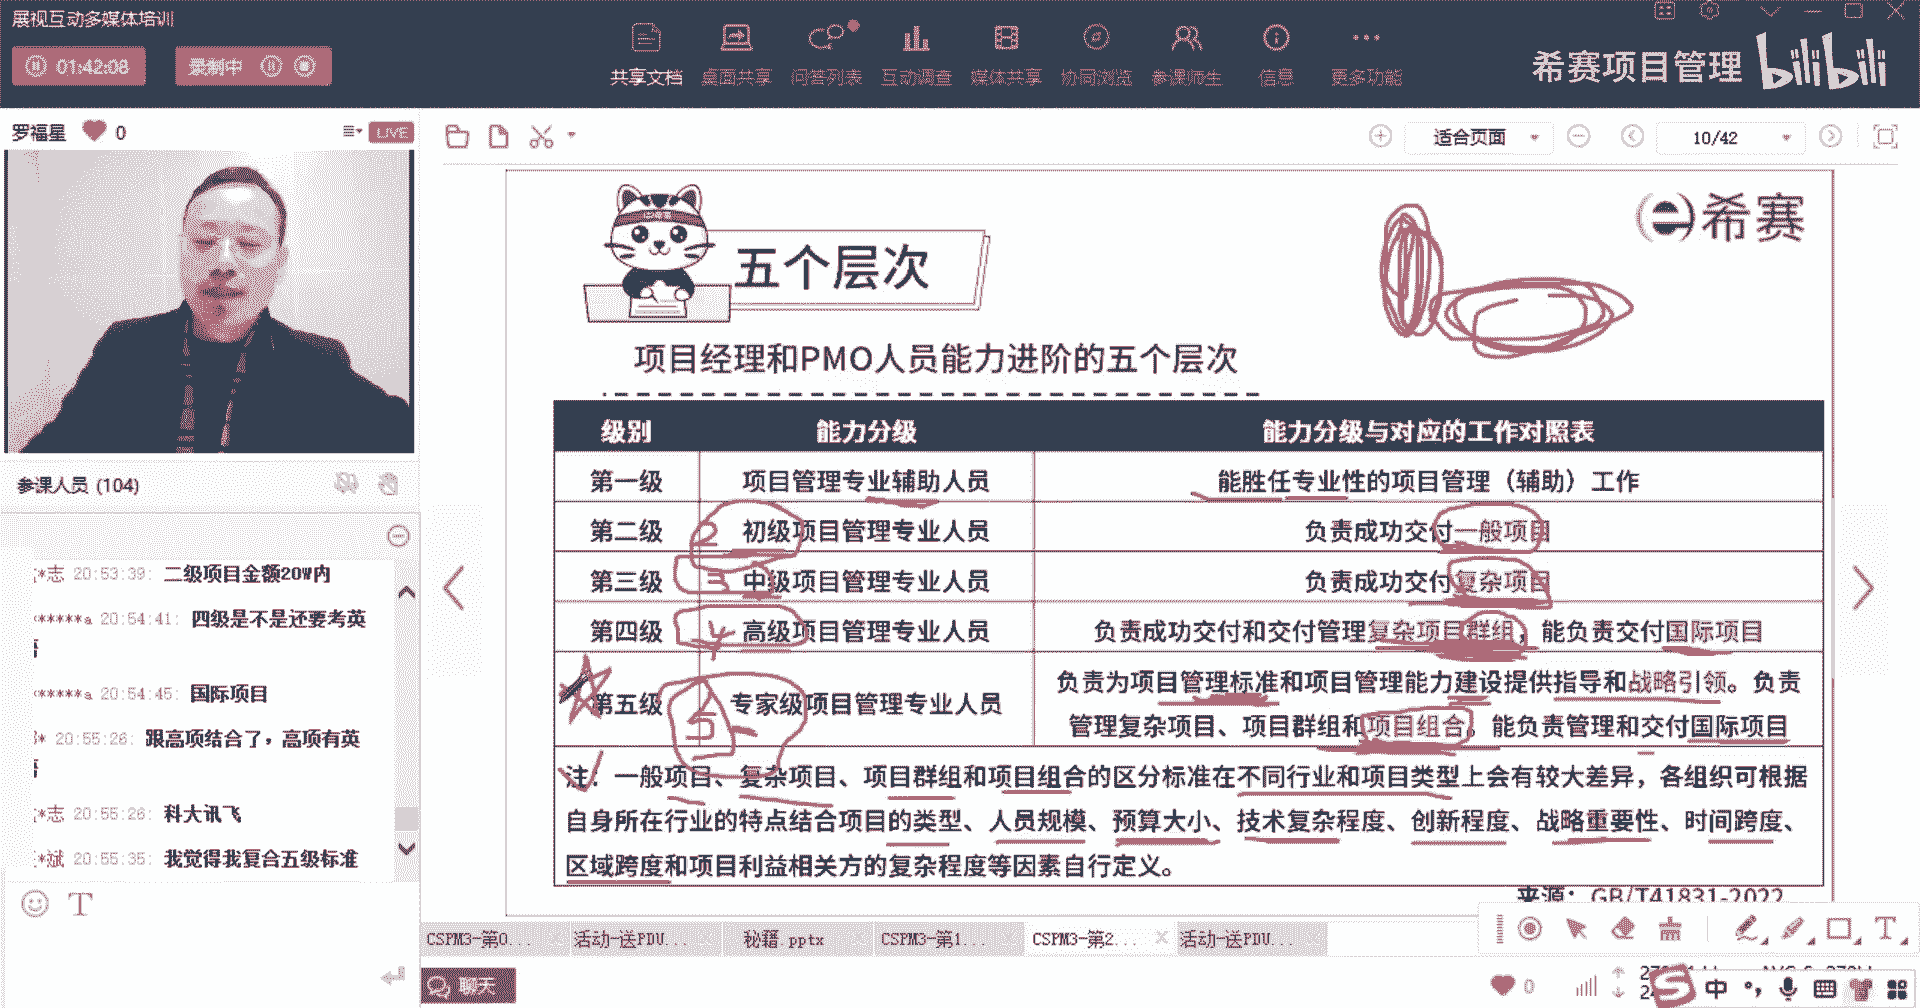 展视互动多媒体培训
01:42:08
录制中
共享文档 桌面共享 问答列表 互动调查 媒体共享 协同浏览 参课师生 信息 更多功能
希赛项目管理 bilibili
罗福星 0 LIVE
适合页面 10/42
希赛
五个层次
项目经理和PMO人员能力进阶的五个层次
级别 能力分级 能力分级与对应的工作对照表
第一级 项目管理专业辅助人员 能胜任专业性的项目管理（辅助）工作
第二级 2 初级项目管理专业人员 负责成功交付一般项目
第三级 3 中级项目管理专业人员 负责成功交付复杂项目
第四级 4 高级项目管理专业人员 负责成功交付和交付管理复杂项目群组，能负责交付国际项目
第五级 5 专家级项目管理专业人员 负责为项目管理标准和项目管理能力建设提供指导和战略引领。负责
管理复杂项目、项目群组和项目组合。能负责管理和交付国际项目
注：一般项目、复杂项目、项目群组和项目组合的区分标准在不同行业和项目类型上会有较大差异，各组织可根据
自身所在行业的特点结合项目的类型、人员规模、预算大小、技术复杂程度、创新程度、战略重要性、时间跨度、
区域跨度和项目利益相关方的复杂程度等因素自行定义。
来源：GB/T41831-2022
参课人员 (104)
*志 20:53:39: 二级项目金额20W内
*****a 20:54:41: 四级是不是还要考英
*****a 20:54:45: 国际项目
* 20:55:26: 跟高项结合了，高项有英
*志 20:55:26: 科大讯飞
*斌 20:55:35: 我觉得我复合五级标准
CSPM3-第0... 活动-送PDU... 秘籍.pptx CSPM3-第1... CSPM3-第2... 活动-送PDU...
聊天
0
中